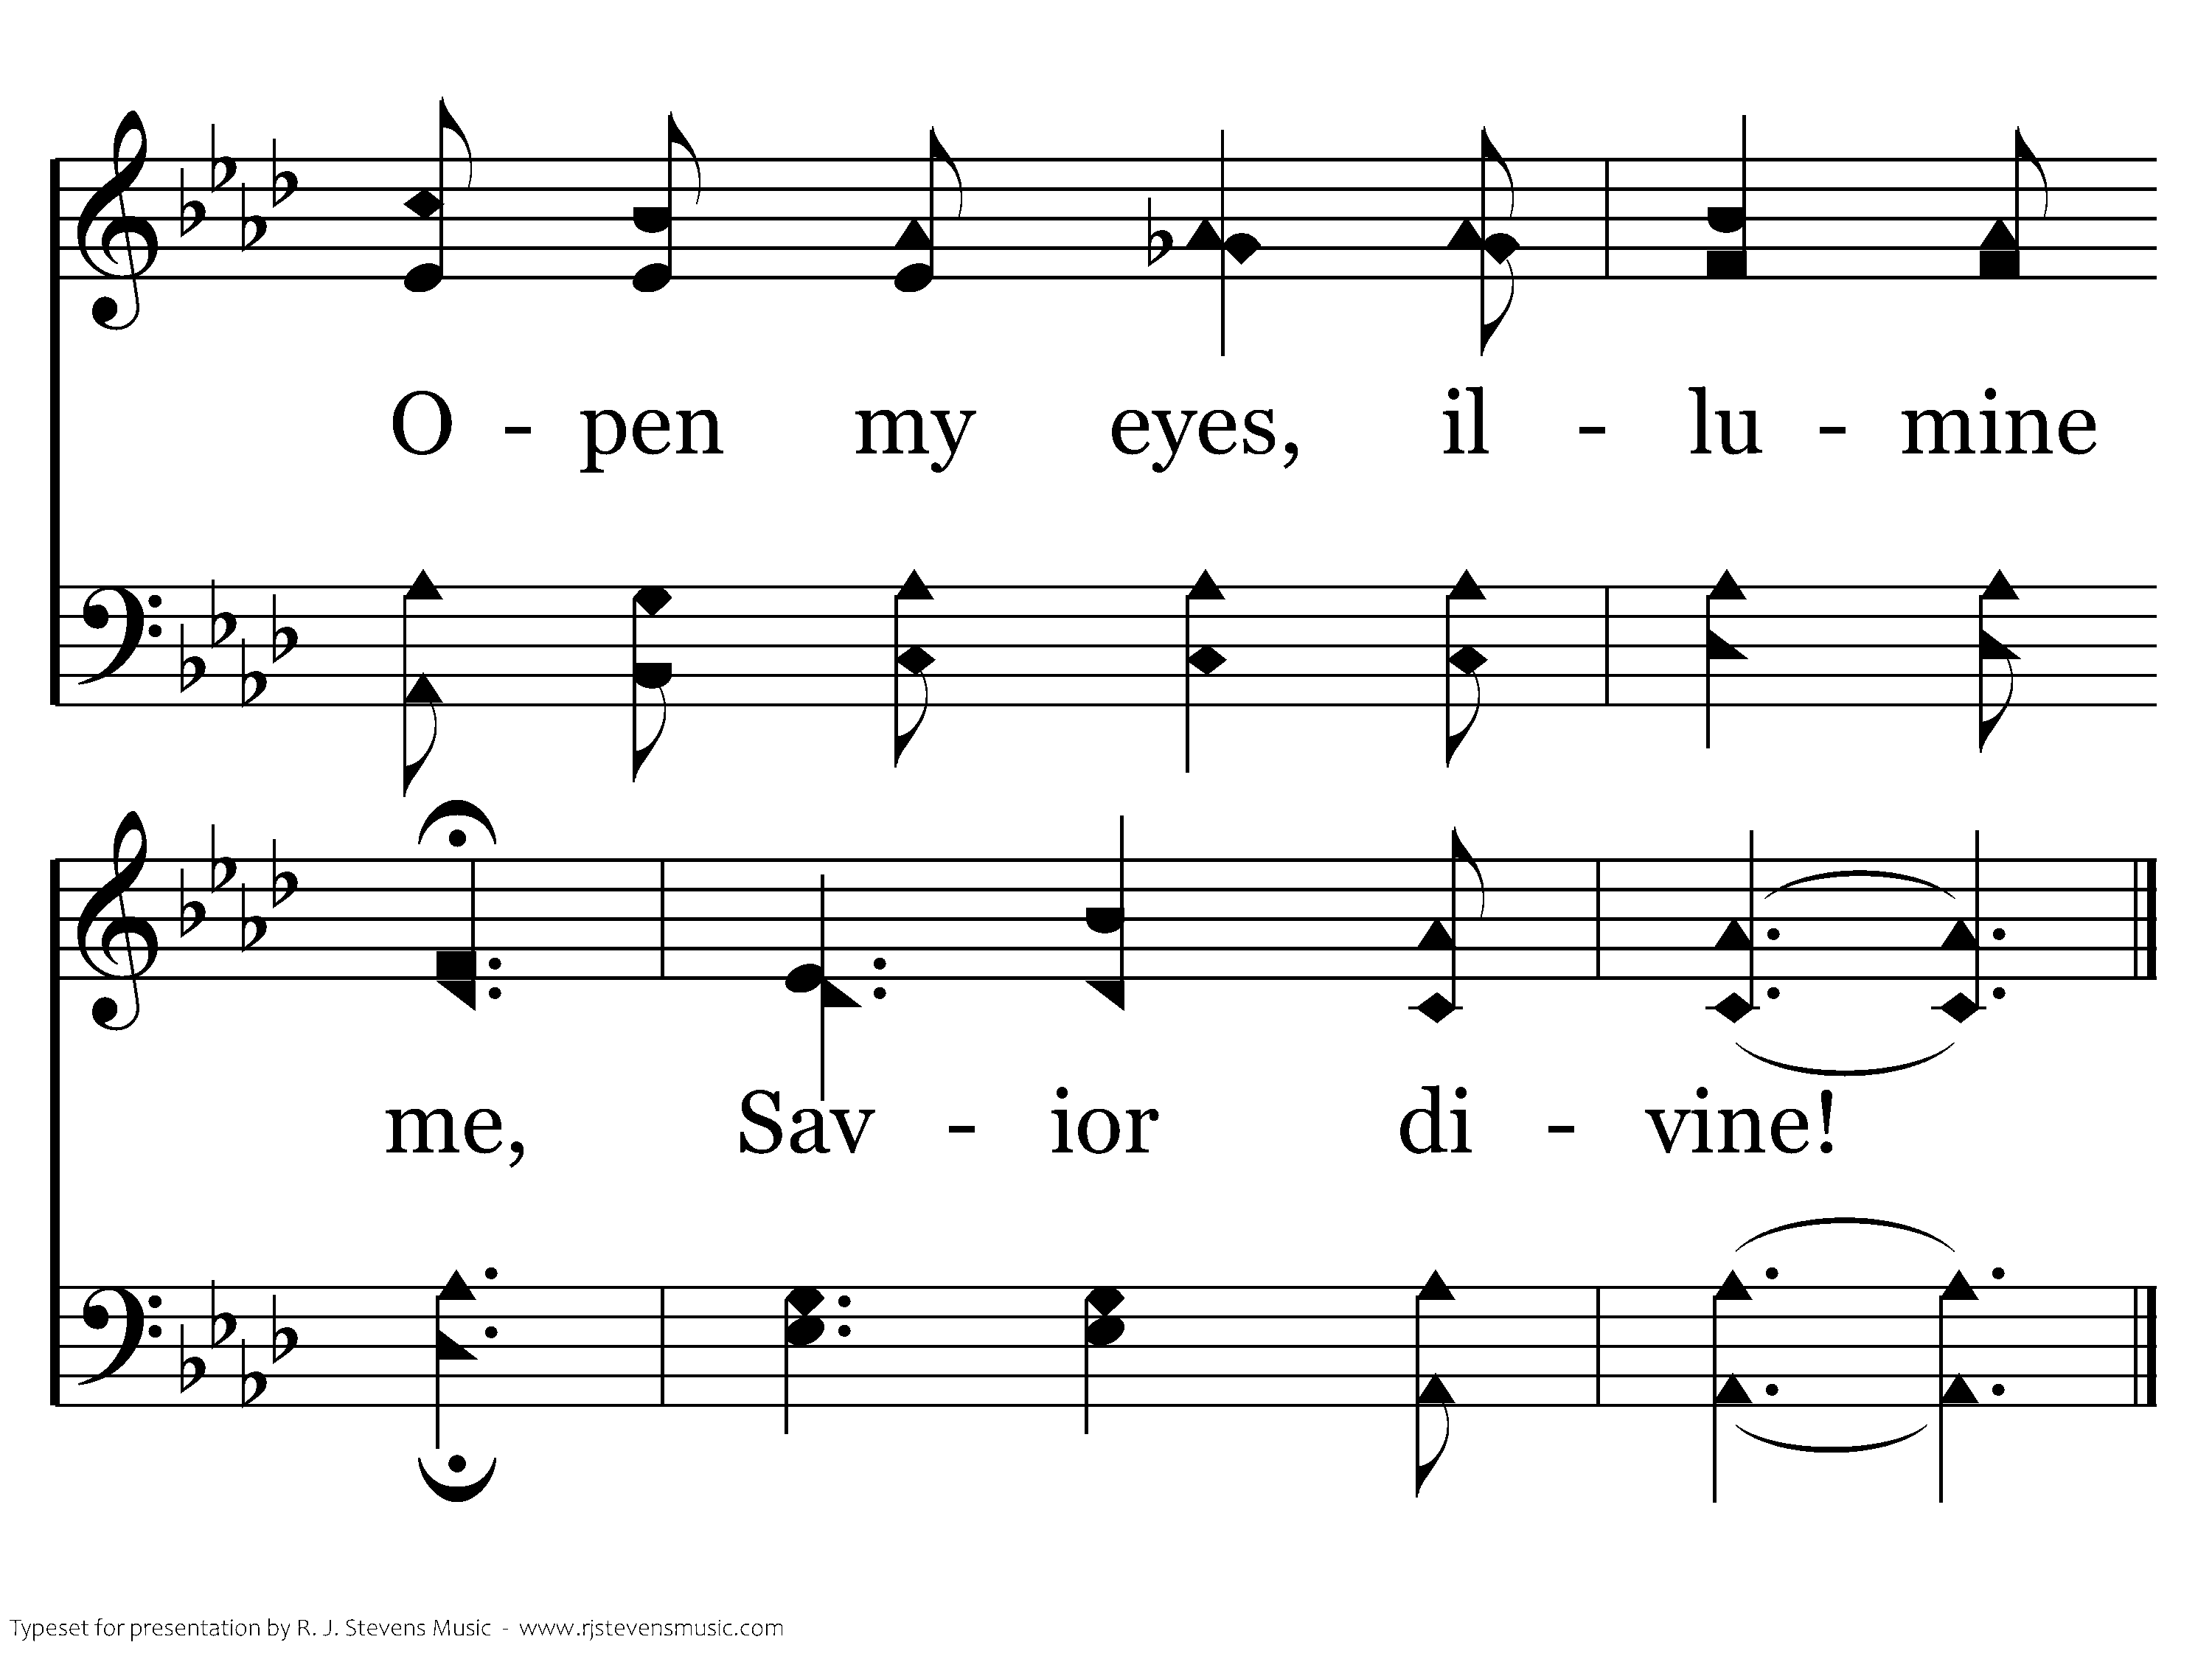 O - pen my eyes, il - lu - mine
me, Sav - ior di - vine!
Typeset for presentation by R. J. Stevens Music - www.rjstevensmusic.com